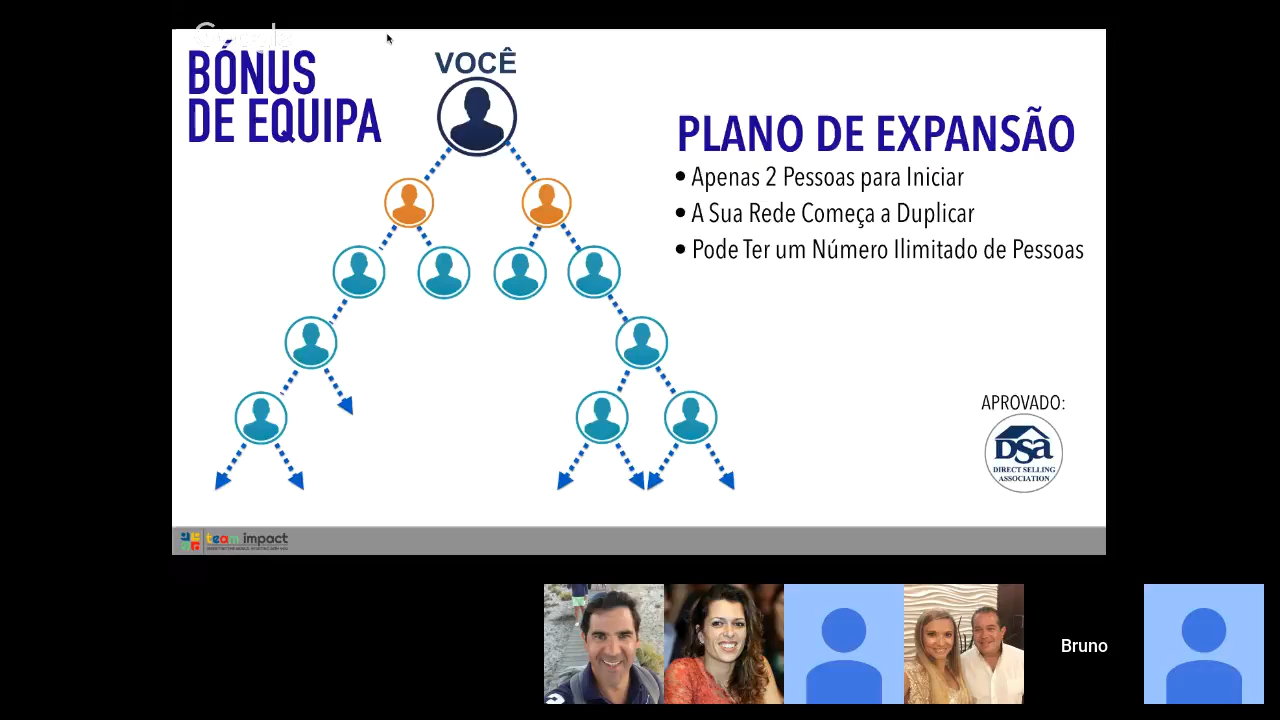 Google
BÓNUS
DE EQUIPA
VOCÊ
PLANO DE EXPANSÃO
• Apenas 2 Pessoas para Iniciar
• A Sua Rede Começa a Duplicar
• Pode Ter um Número Ilimitado de Pessoas
APROVADO:
DSa
DIRECT SELLING
ASSOCIATION
team impact
Bruno